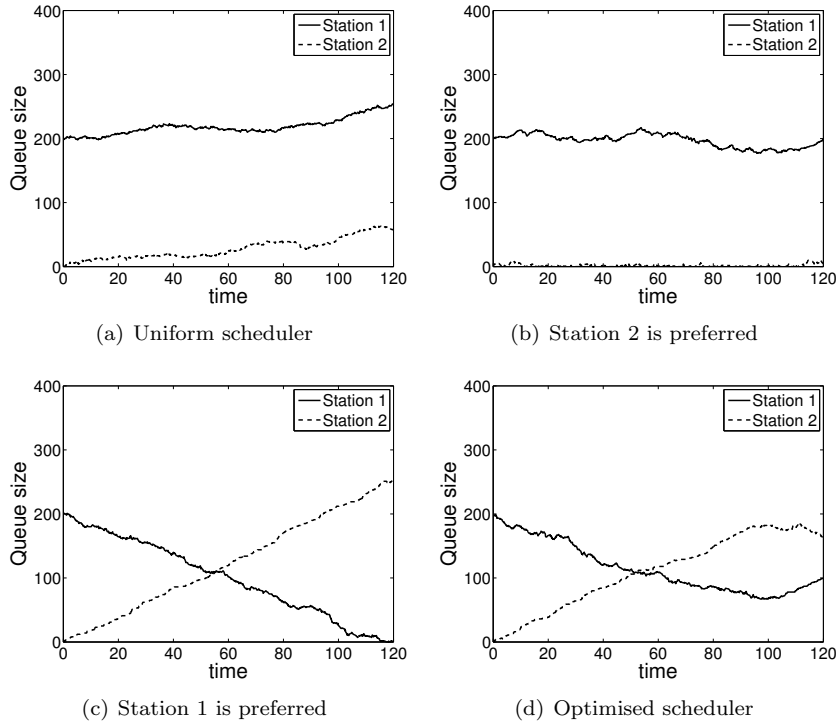 400
300
200
100
0
Queue size
Station 1
Station 2
0 20 40 60 80 100 120
time
(a) Uniform scheduler
400
300
200
100
0
Queue size
Station 1
Station 2
0 20 40 60 80 100 120
time
(b) Station 2 is preferred
400
300
200
100
0
Queue size
Station 1
Station 2
0 20 40 60 80 100 120
time
(c) Station 1 is preferred
400
300
200
100
0
Queue size
Station 1
Station 2
0 20 40 60 80 100 120
time
(d) Optimised scheduler